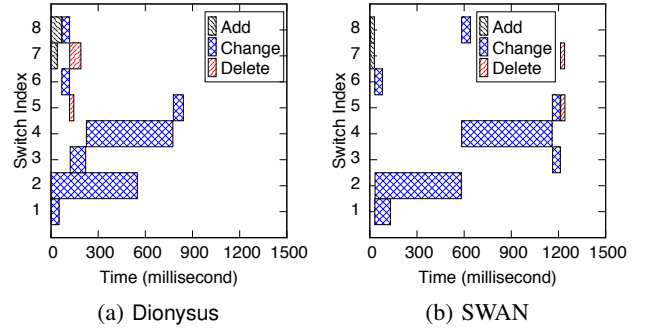 Add
Change
Delete
8
7
6
5
4
3
2
1
Switch Index
0 300 600 900 1200 1500
Time (millisecond)
(a) Dionysus
Add
Change
Delete
8
7
6
5
4
3
2
1
Switch Index
0 300 600 900 1200 1500
Time (millisecond)
(b) SWAN